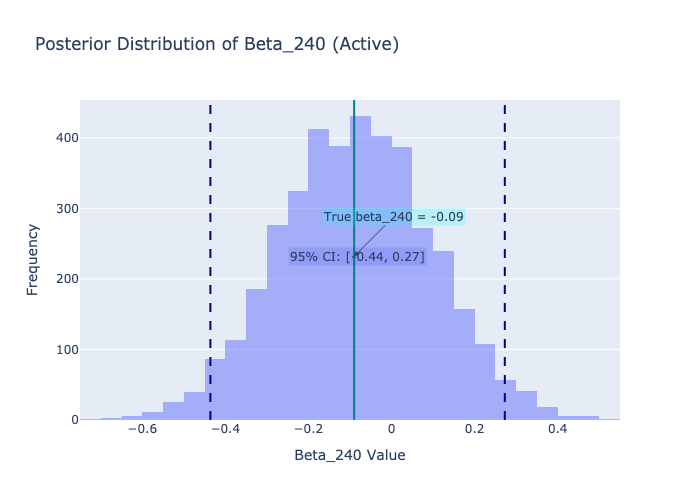 Posterior Distribution of Beta_240 (Active)
400
300
200
100
0
Frequency
True beta_240 = -0.09
95% CI: [-0.44, 0.27]
−0.6
−0.4
−0.2
0
0.2
0.4
Beta_240 Value